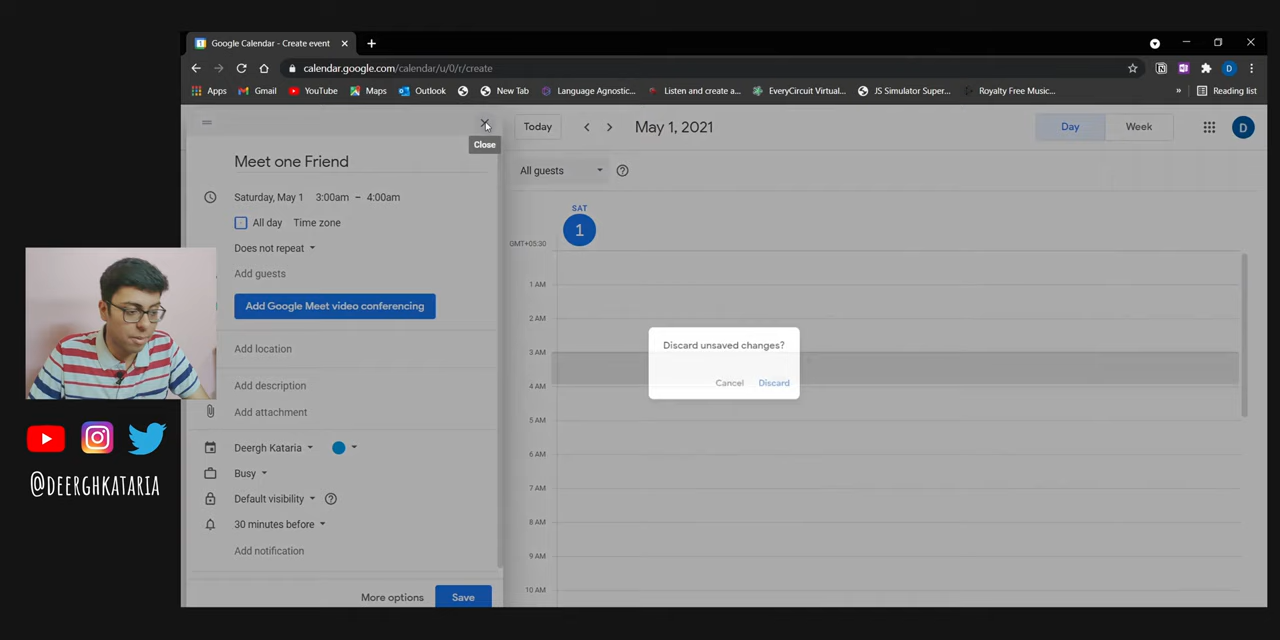 Google Calendar - Create event
calendar.google.com/calendar/u/0/r/create
Apps Gmail YouTube Maps Outlook New Tab Language Agnostic... Listen and create a... EveryCircuit Virtual... JS Simulator Super... Royalty Free Music... » Reading list
Close
Today May 1, 2021 Day Week D
Meet one Friend
All guests
Saturday, May 1 3:00am – 4:00am
All day Time zone
Does not repeat
Add guests
Add Google Meet video conferencing
Add location
Add description
Add attachment
Deergh Kataria
Busy
Default visibility
30 minutes before
Add notification
More options Save
SAT
1
GMT+05:30
1 AM
2 AM
3 AM
4 AM
5 AM
6 AM
7 AM
8 AM
9 AM
10 AM
Discard unsaved changes?
Cancel Discard
@DEERGHKATARIA